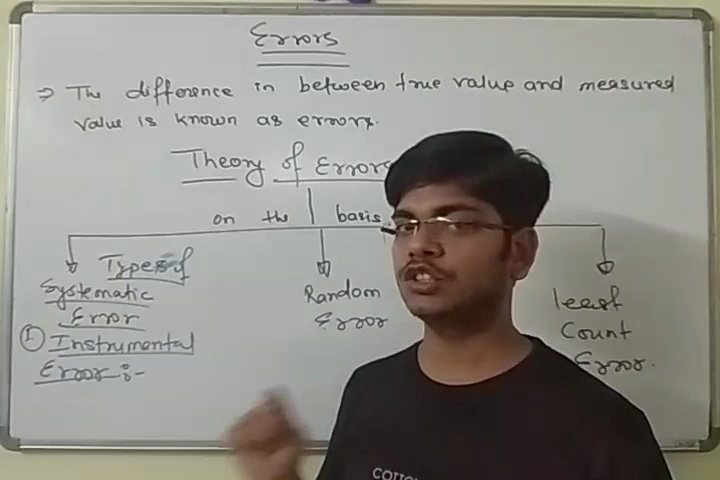 Errors
⇒ The difference in between true value and measured
value is known as errors.
Theory of Errors
on the basis
Types of
Systematic
Error
Random
Error
least
Count
Error.
① Instrumental
Error :-
COTTO